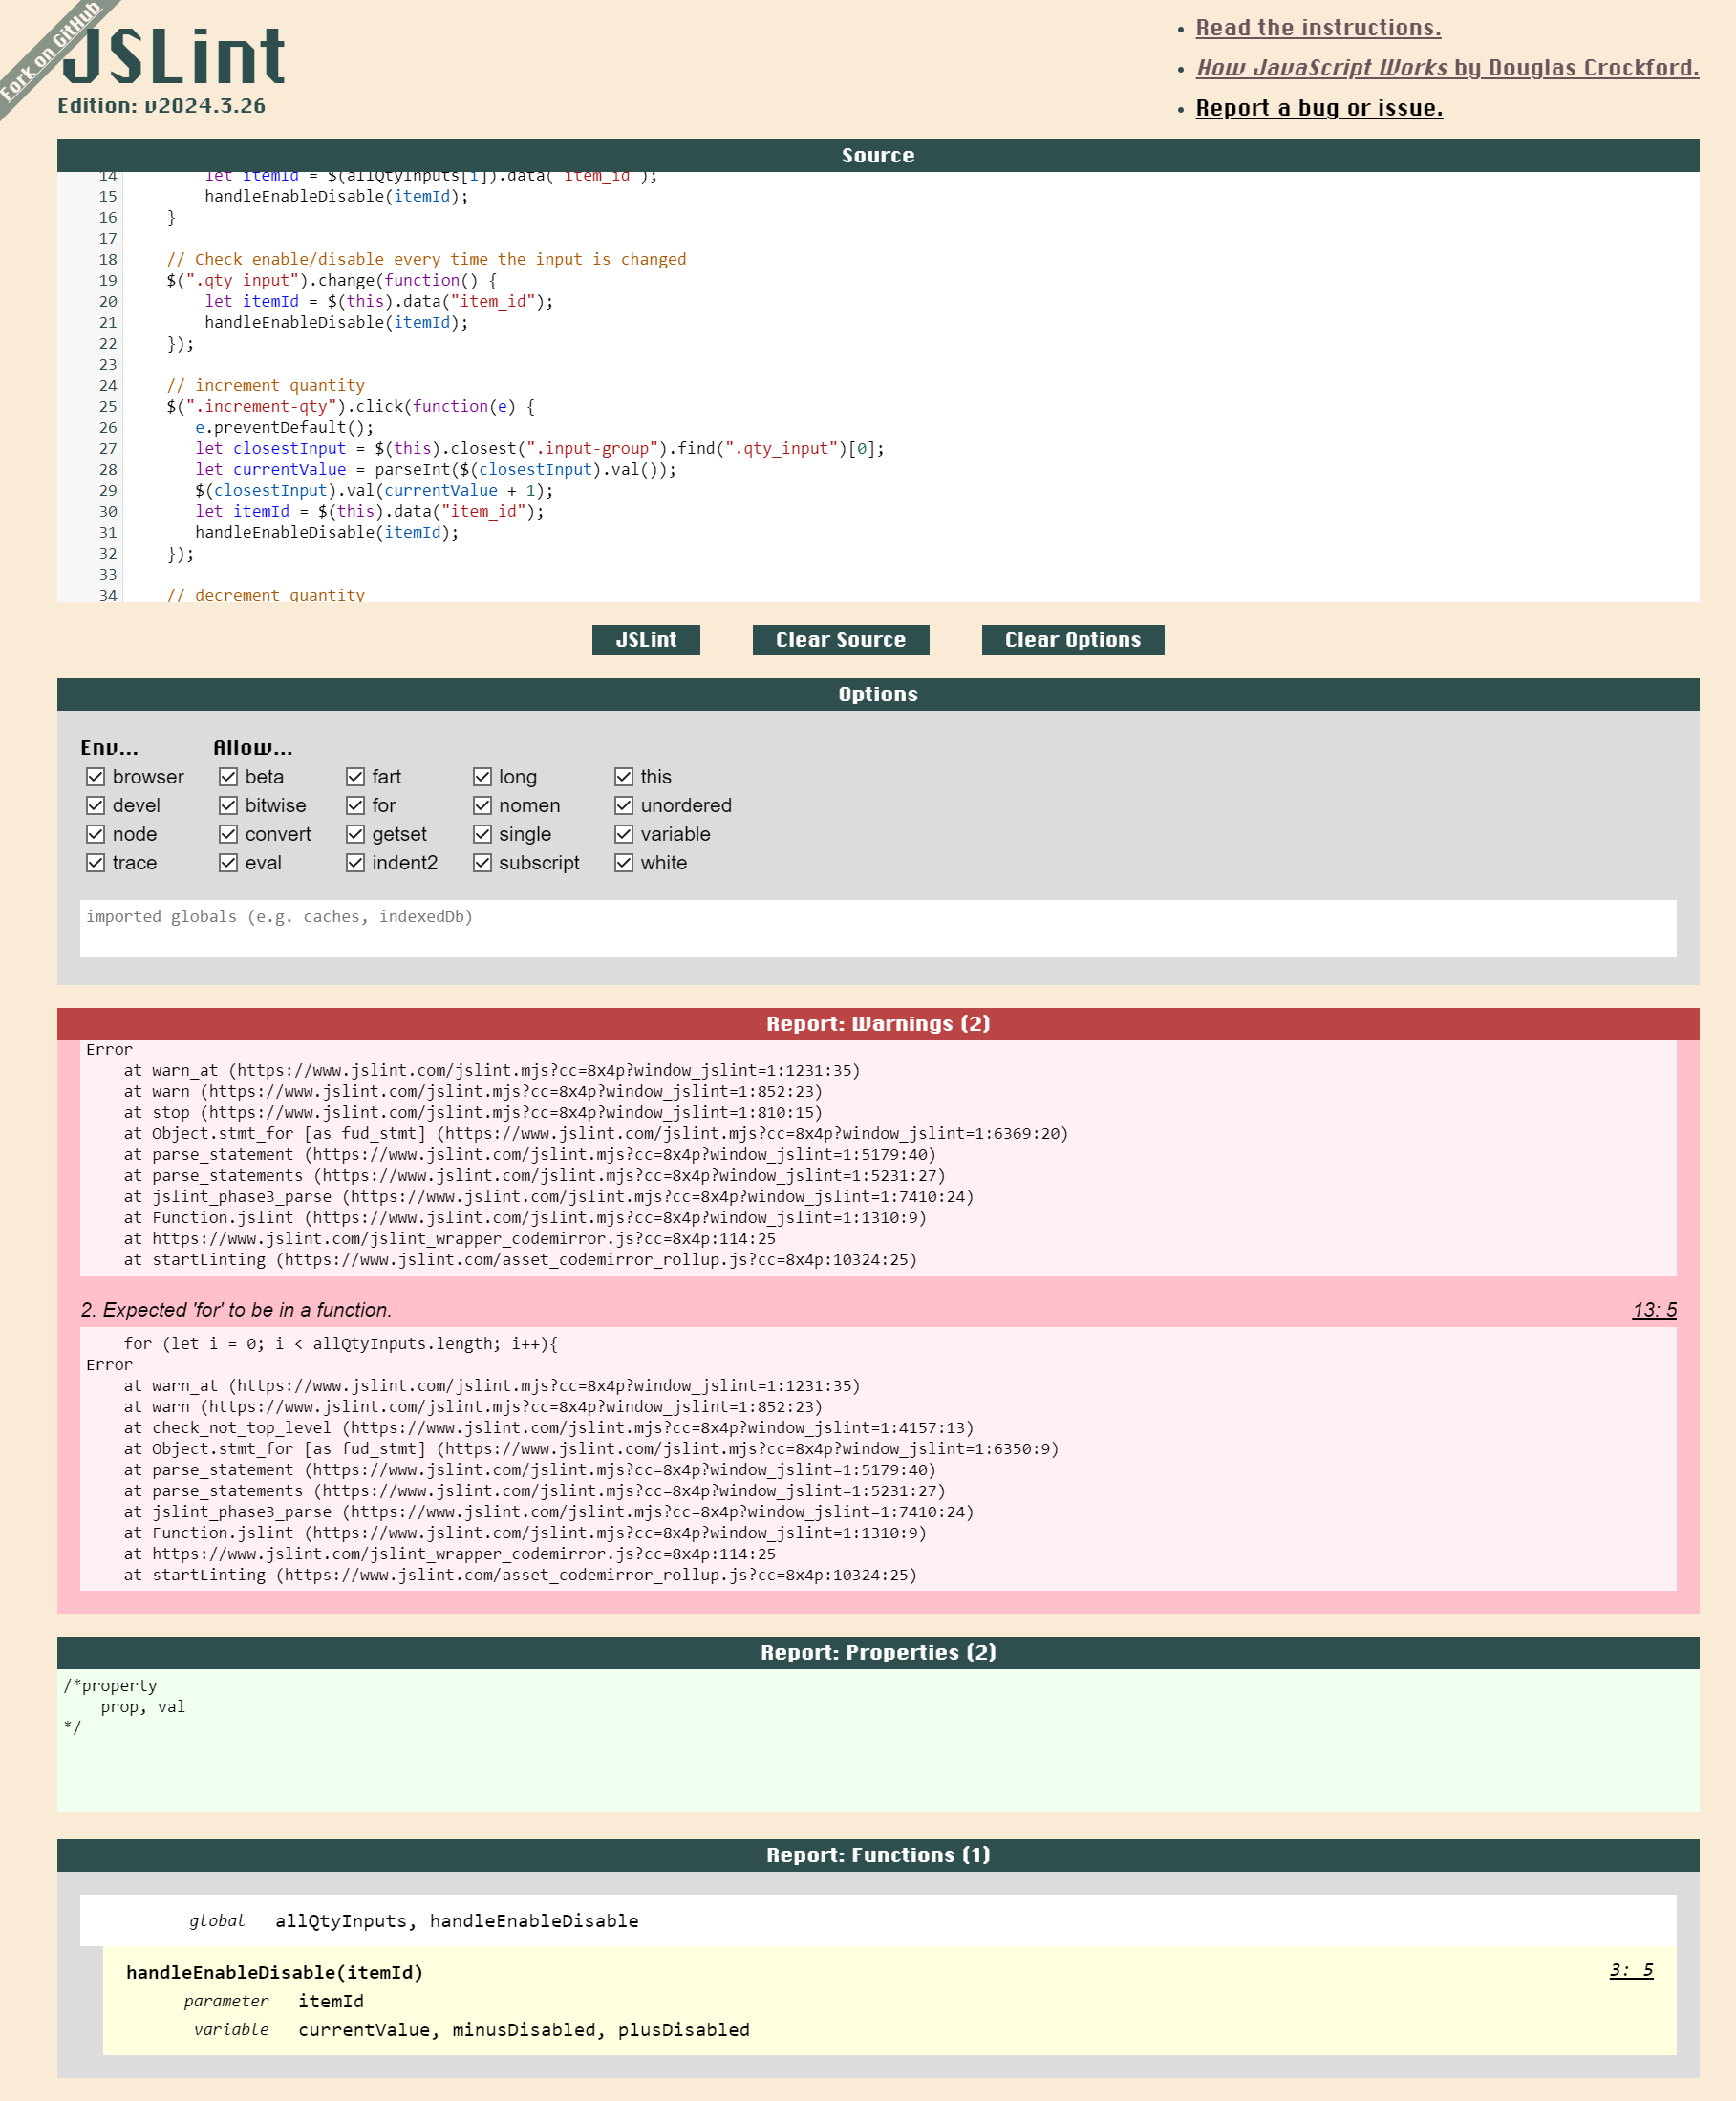 Fork on GitHub
JSLint
Edition: v2024.3.26
Read the instructions.
How JavaScript Works by Douglas Crockford.
Report a bug or issue.
Source
14 let itemId = $(allQtyInputs[i]).data("item_id");
15 handleEnableDisable(itemId);
16 }
17
18 // Check enable/disable every time the input is changed
19 $(".qty_input").change(function() {
20 let itemId = $(this).data("item_id");
21 handleEnableDisable(itemId);
22 });
23
24 // increment quantity
25 $(".increment-qty").click(function(e) {
26 e.preventDefault();
27 let closestInput = $(this).closest(".input-group").find(".qty_input")[0];
28 let currentValue = parseInt($(closestInput).val());
29 $(closestInput).val(currentValue + 1);
30 let itemId = $(this).data("item_id");
31 handleEnableDisable(itemId);
32 });
33
34 // decrement quantity
JSLint Clear Source Clear Options
Options
Env... Allow...
browser beta fart long this
devel bitwise for nomen unordered
node convert getset single variable
trace eval indent2 subscript white
imported globals (e.g. caches, indexedDb)
Report: Warnings (2)
Error
at warn_at (https://www.jslint.com/jslint.mjs?cc=8x4p?window_jslint=1:1231:35)
at warn (https://www.jslint.com/jslint.mjs?cc=8x4p?window_jslint=1:852:23)
at stop (https://www.jslint.com/jslint.mjs?cc=8x4p?window_jslint=1:810:15)
at Object.stmt_for [as fud_stmt] (https://www.jslint.com/jslint.mjs?cc=8x4p?window_jslint=1:6369:20)
at parse_statement (https://www.jslint.com/jslint.mjs?cc=8x4p?window_jslint=1:5179:40)
at parse_statements (https://www.jslint.com/jslint.mjs?cc=8x4p?window_jslint=1:5231:27)
at jslint_phase3_parse (https://www.jslint.com/jslint.mjs?cc=8x4p?window_jslint=1:7410:24)
at Function.jslint (https://www.jslint.com/jslint.mjs?cc=8x4p?window_jslint=1:1310:9)
at https://www.jslint.com/jslint_wrapper_codemirror.js?cc=8x4p:114:25
at startLinting (https://www.jslint.com/asset_codemirror_rollup.js?cc=8x4p:10324:25)
2. Expected 'for' to be in a function. 13: 5
for (let i = 0; i < allQtyInputs.length; i++){
Error
at warn_at (https://www.jslint.com/jslint.mjs?cc=8x4p?window_jslint=1:1231:35)
at warn (https://www.jslint.com/jslint.mjs?cc=8x4p?window_jslint=1:852:23)
at check_not_top_level (https://www.jslint.com/jslint.mjs?cc=8x4p?window_jslint=1:4157:13)
at Object.stmt_for [as fud_stmt] (https://www.jslint.com/jslint.mjs?cc=8x4p?window_jslint=1:6350:9)
at parse_statement (https://www.jslint.com/jslint.mjs?cc=8x4p?window_jslint=1:5179:40)
at parse_statements (https://www.jslint.com/jslint.mjs?cc=8x4p?window_jslint=1:5231:27)
at jslint_phase3_parse (https://www.jslint.com/jslint.mjs?cc=8x4p?window_jslint=1:7410:24)
at Function.jslint (https://www.jslint.com/jslint.mjs?cc=8x4p?window_jslint=1:1310:9)
at https://www.jslint.com/jslint_wrapper_codemirror.js?cc=8x4p:114:25
at startLinting (https://www.jslint.com/asset_codemirror_rollup.js?cc=8x4p:10324:25)
Report: Properties (2)
/*property
prop, val
*/
Report: Functions (1)
global allQtyInputs, handleEnableDisable
handleEnableDisable(itemId) 3: 5
parameter itemId
variable currentValue, minusDisabled, plusDisabled